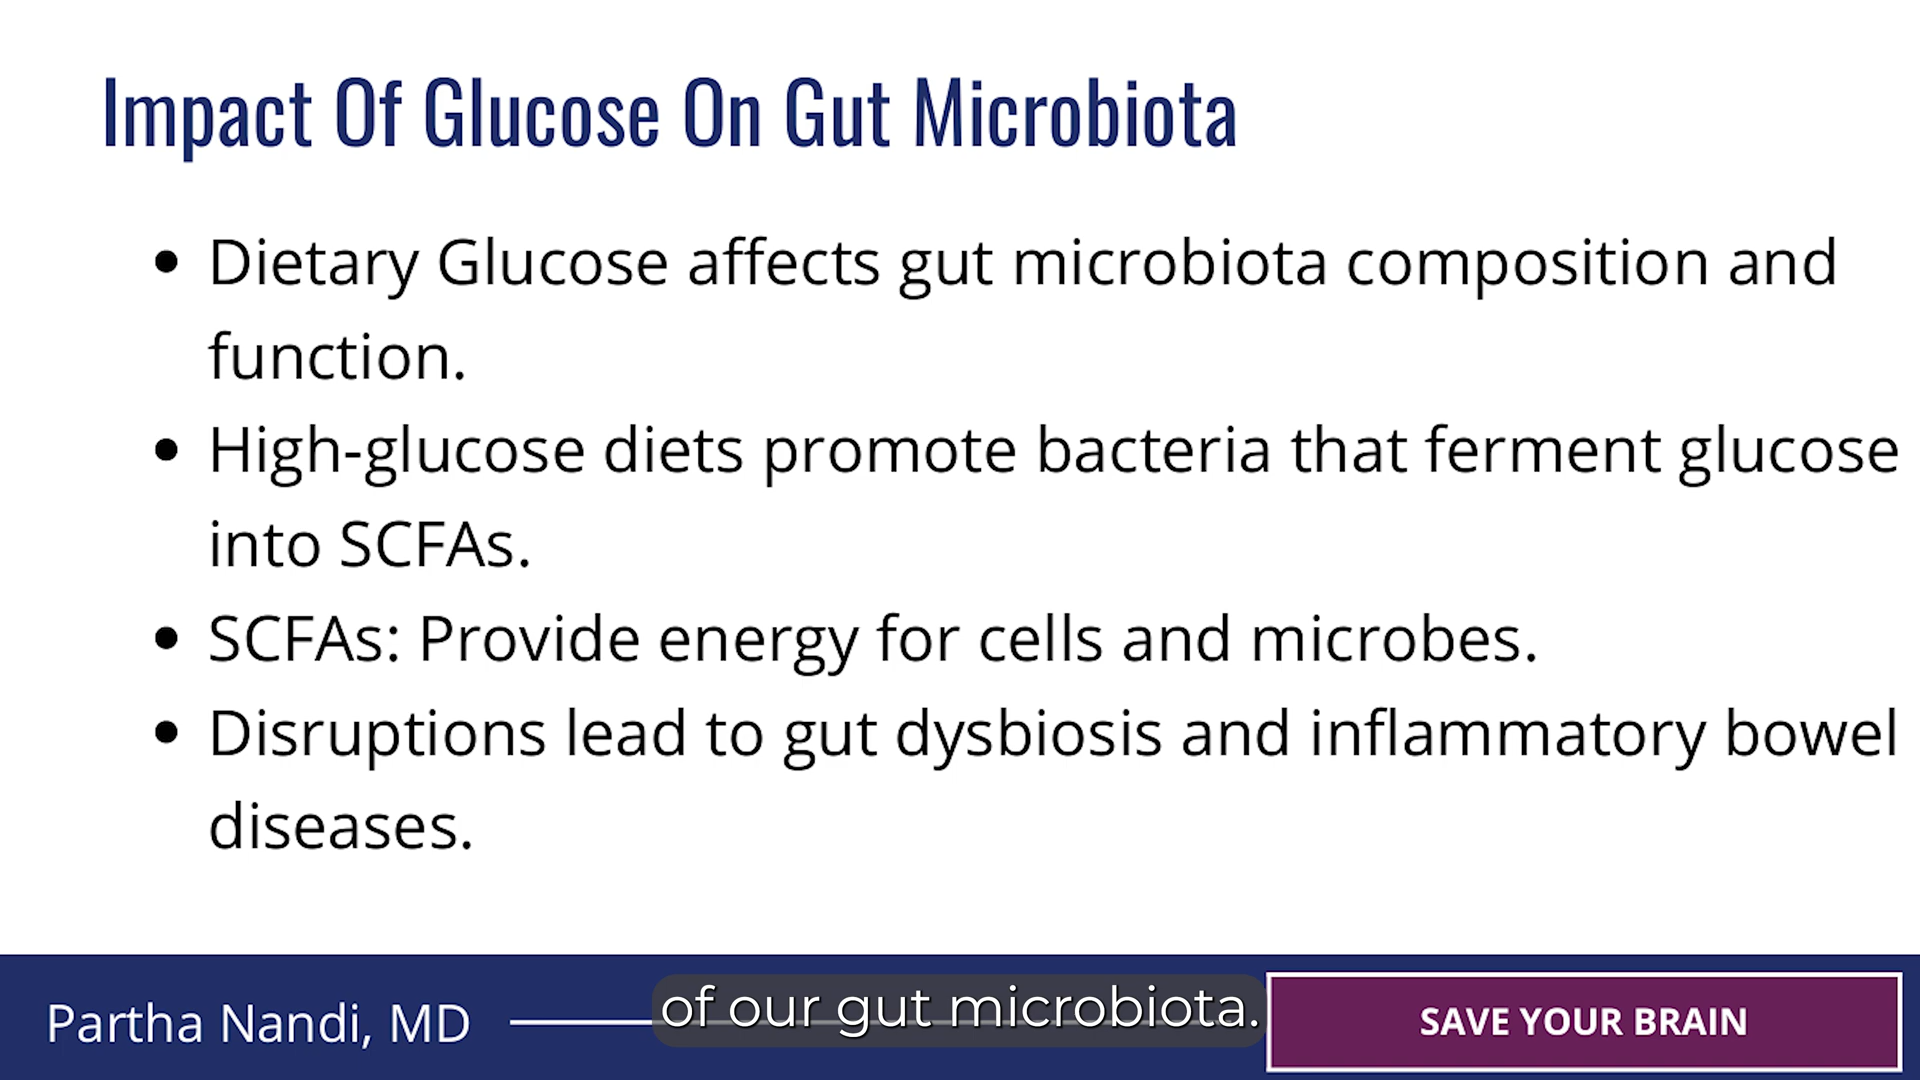 Impact Of Glucose On Gut Microbiota
• Dietary Glucose affects gut microbiota composition and
function.
• High-glucose diets promote bacteria that ferment glucose
into SCFAs.
• SCFAs: Provide energy for cells and microbes.
• Disruptions lead to gut dysbiosis and inflammatory bowel
diseases.
Partha Nandi, MD
of our gut microbiota.
SAVE YOUR BRAIN